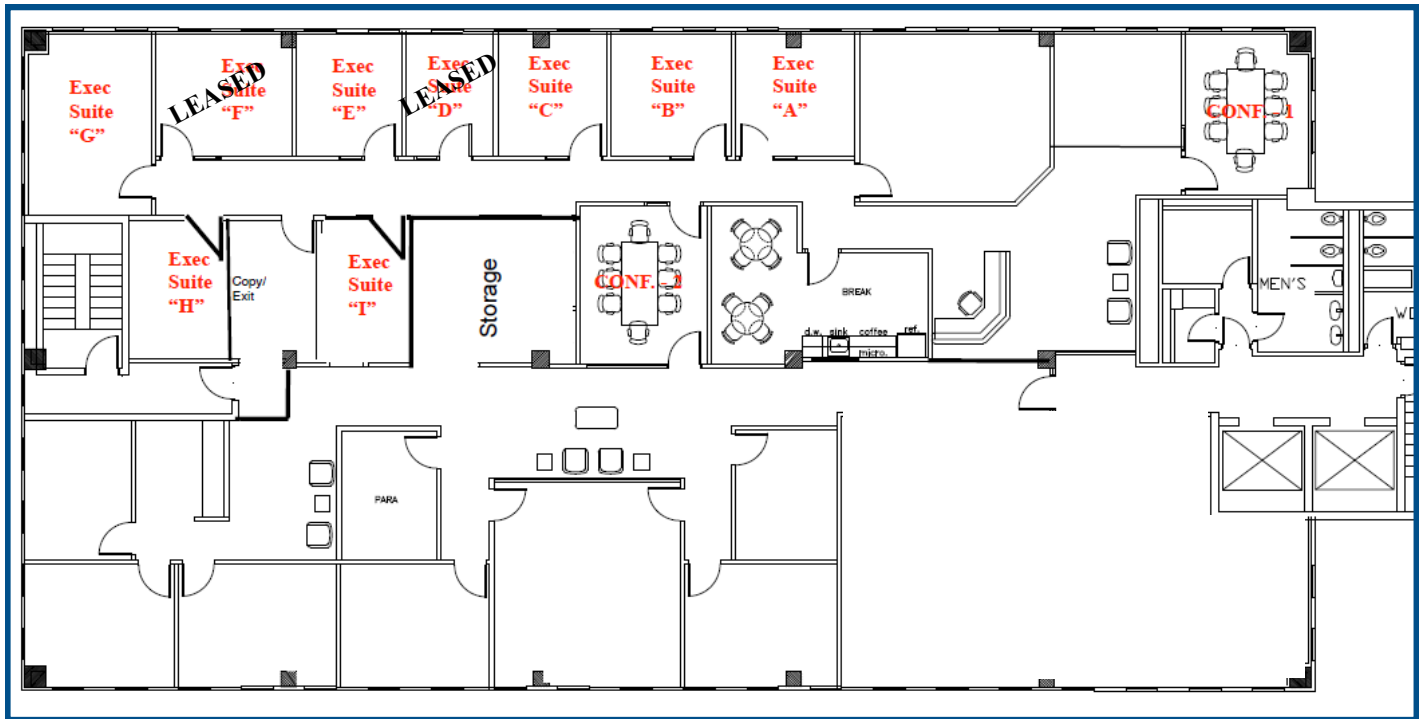 Exec
Suite
“G”
Exec
Suite
“F”
LEASED
Exec
Suite
“E”
Exec
Suite
“D”
LEASED
Exec
Suite
“C”
Exec
Suite
“B”
Exec
Suite
“A”
CONF. - 1
Exec
Suite
“H”
Copy/
Exit
Exec
Suite
“I”
Storage
CONF. - 2
BREAK
d.w. sink coffee ref.
micro.
MEN'S
WO
PARA